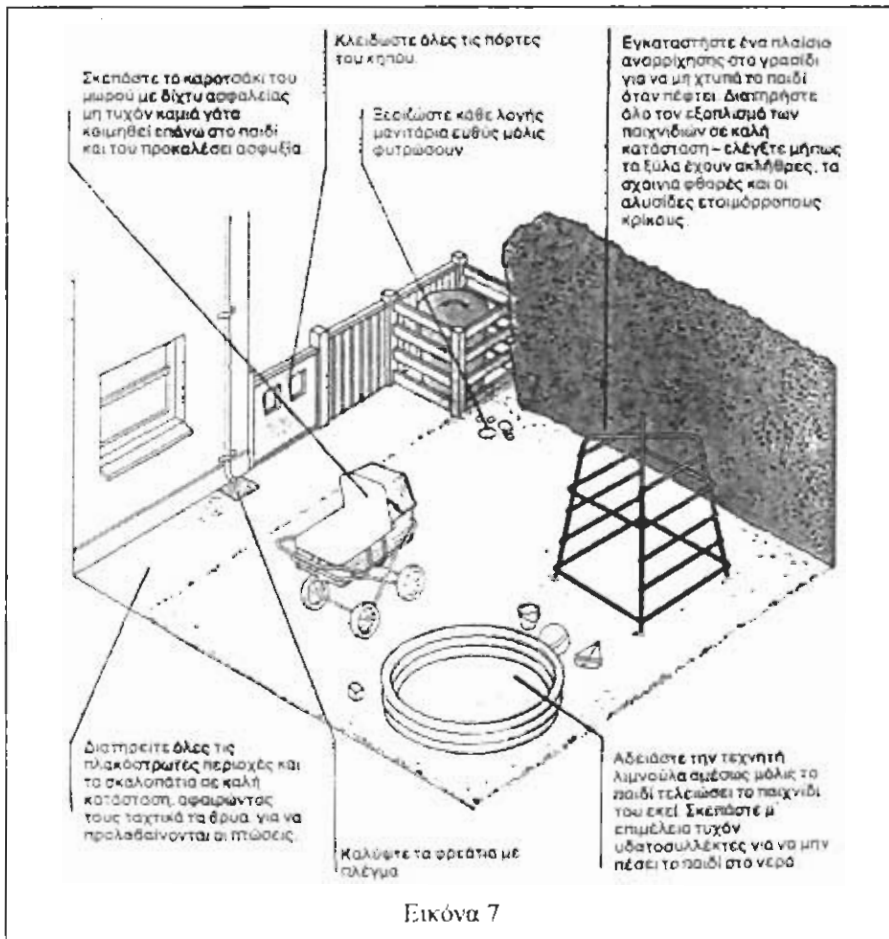 Σκεπάστε το καροτσάκι του
μωρού με δίχτυ ασφαλείας
μη τυχόν καμιά γάτα
κοιμηθεί επάνω στο παιδί
και του προκαλέσει ασφυξία.
Κλειδώστε όλες τις πόρτες
του κήπου.
Ξεριζώστε κάθε λογής
μανιτάρια ευθύς μόλις
φυτρώσουν
Εγκαταστήστε ένα πλαίσιο
αναρρίχησης στο γρασίδι
για να μη χτυπά το παιδί
όταν πέφτει. Διατηρήστε
όλο τον εξοπλισμό των
παιχνιδιών σε καλή
κατάσταση – ελέγξτε μήπως
τα ξύλα έχουν ακλήθρες, τα
σχοινιά φθορές και οι
αλυσίδες ετοιμόρροπους
κρίκους.
Διατηρείτε όλες τις
πλακόστρωτες περιοχές και
τα σκαλοπάτια σε καλή
κατάσταση, αφαιρώντας
τους ταχτικά τα βρυα, για να
προλαβαίνονται οι πτώσεις.
Καλύψτε τα φρεάτια με
πλέγμα
Αδειάστε την τεχνητή
λιμνούλα αμέσως μόλις το
παιδί τελειώσει το παιχνίδι
του εκεί. Σκεπάστε μ'
επιμέλεια τυχόν
υδατοσυλλέκτες για να μην
πέσει το παιδί στο νερό
Εικόνα 7